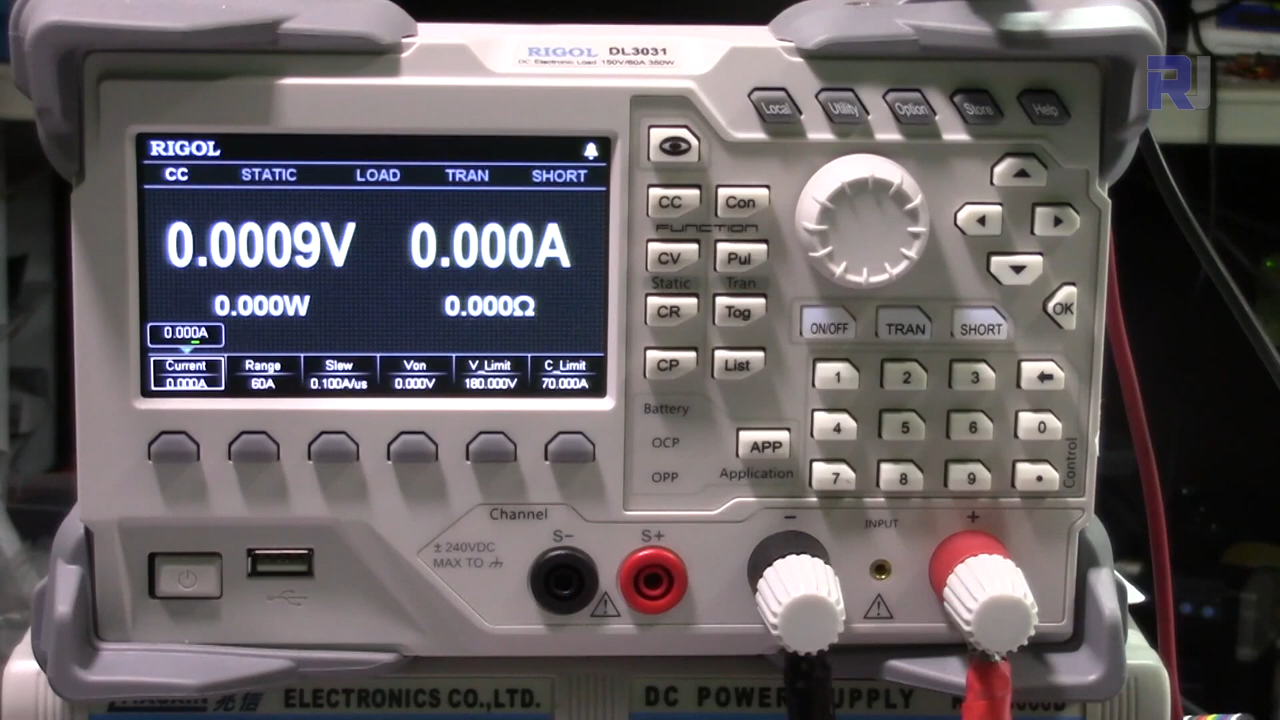 RIGOL DL3031
DC Electronic Load 150V/60A 350W
RJ
Local Utility Option Store Help
RIGOL
CC STATIC LOAD TRAN SHORT
0.0009V 0.000A
0.000W 0.000Ω
0.000A
Current Range Slew Von V_Limit C_Limit
0.000A 60A 0.100A/us 0.000V 180.000V 70.000A
CC Con
FUNCTION
CV Pul
Static Tran
CR Tog
CP List
Battery
OCP
OPP
APP
Application
OK
ON/OFF TRAN SHORT
1 2 3
4 5 6 0
7 8 9 •
Control
Channel
± 240VDC
MAX TO
S− S+
− INPUT +
兆信 ELECTRONICS CO.,LTD.
DC POWER SUPPLY